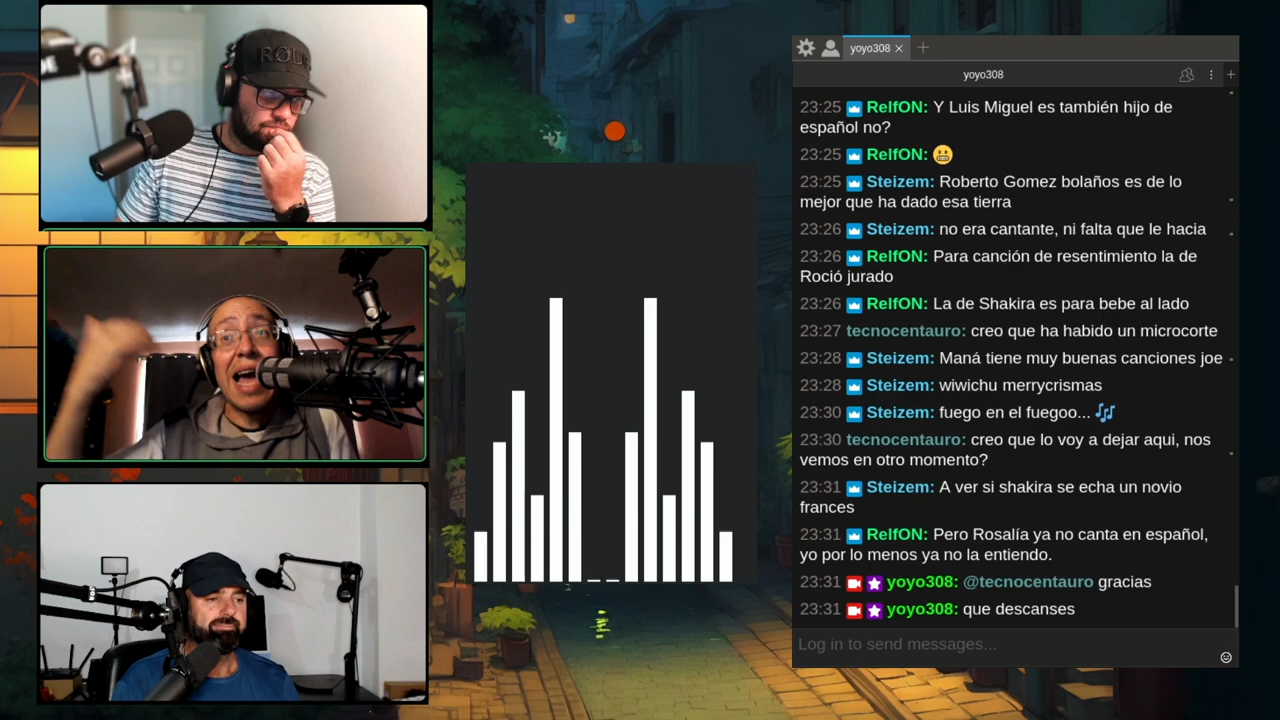 RØDE
yoyo308
yoyo308
23:25 RelfON: Y Luis Miguel es también hijo de
español no?
23:25 RelfON: 😬
23:25 Steizem: Roberto Gomez bolaños es de lo
mejor que ha dado esa tierra
23:26 Steizem: no era cantante, ni falta que le hacia
23:26 RelfON: Para canción de resentimiento la de
Roció jurado
23:26 RelfON: La de Shakira es para bebe al lado
23:27 tecnocentauro: creo que ha habido un microcorte
23:28 Steizem: Maná tiene muy buenas canciones joe
23:28 Steizem: wiwichu merrycrismas
23:30 Steizem: fuego en el fuegoo... 🎶
23:30 tecnocentauro: creo que lo voy a dejar aqui, nos
vemos en otro momento?
23:31 Steizem: A ver si shakira se echa un novio
frances
23:31 RelfON: Pero Rosalía ya no canta en español,
yo por lo menos ya no la entiendo.
23:31 yoyo308: @tecnocentauro gracias
23:31 yoyo308: que descanses
Log in to send messages...